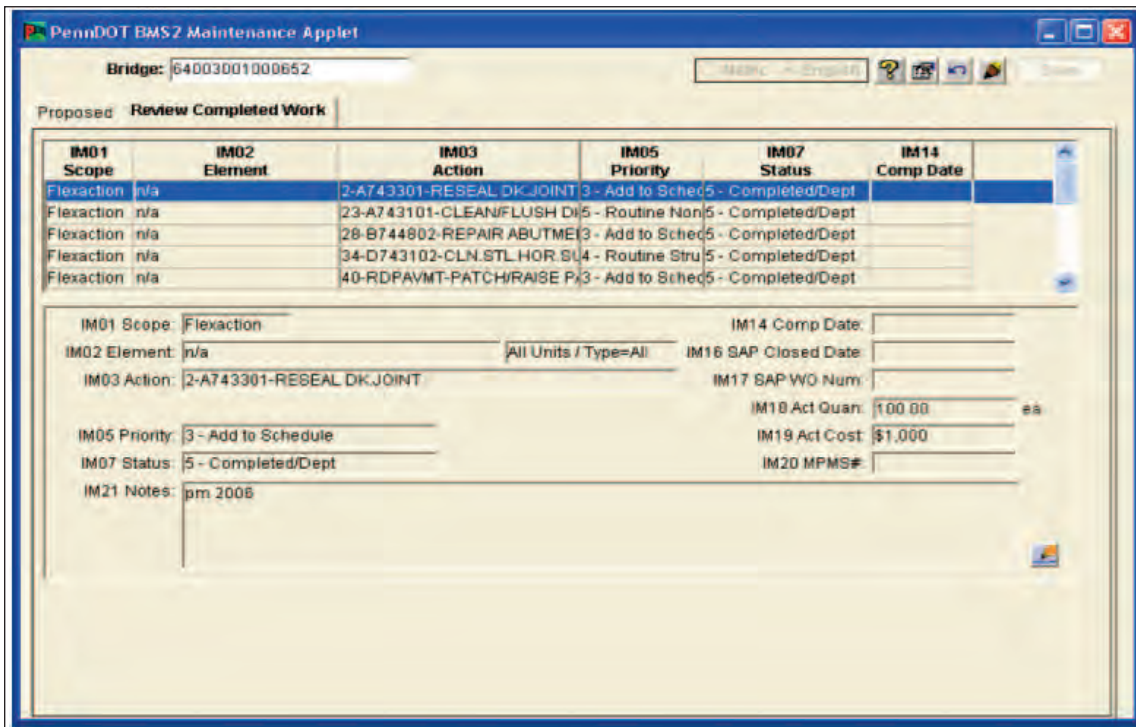 PennDOT BMS2 Maintenance Applet
Bridge: 64003001000652
Proposed Review Completed Work
IM01 IM02 IM03 IM05 IM07 IM14
Scope Element Action Priority Status Comp Date
Flexaction n/a 2-A743301-RESEAL DK.JOINT 3 - Add to Sched 5 - Completed/Dept
Flexaction n/a 23-A743101-CLEAN/FLUSH D 5 - Routine Non 5 - Completed/Dept
Flexaction n/a 28-B744802-REPAIR ABUTME 3 - Add to Sched 5 - Completed/Dept
Flexaction n/a 34-D743102-CLN.STL.HOR.SU 4 - Routine Stru 5 - Completed/Dept
Flexaction n/a 40-RDPAVMT-PATCH/RAISE PA 3 - Add to Sched 5 - Completed/Dept
IM01 Scope: Flexaction IM14 Comp Date:
IM02 Element: n/a All Units / Type=All IM16 SAP Closed Date:
IM03 Action: 2-A743301-RESEAL DK.JOINT IM17 SAP WO Num:
IM18 Act Quan: 100.00 ea
IM05 Priority: 3 - Add to Schedule IM19 Act Cost: $1,000
IM07 Status: 5 - Completed/Dept IM20 MPMS#:
IM21 Notes: pm 2006